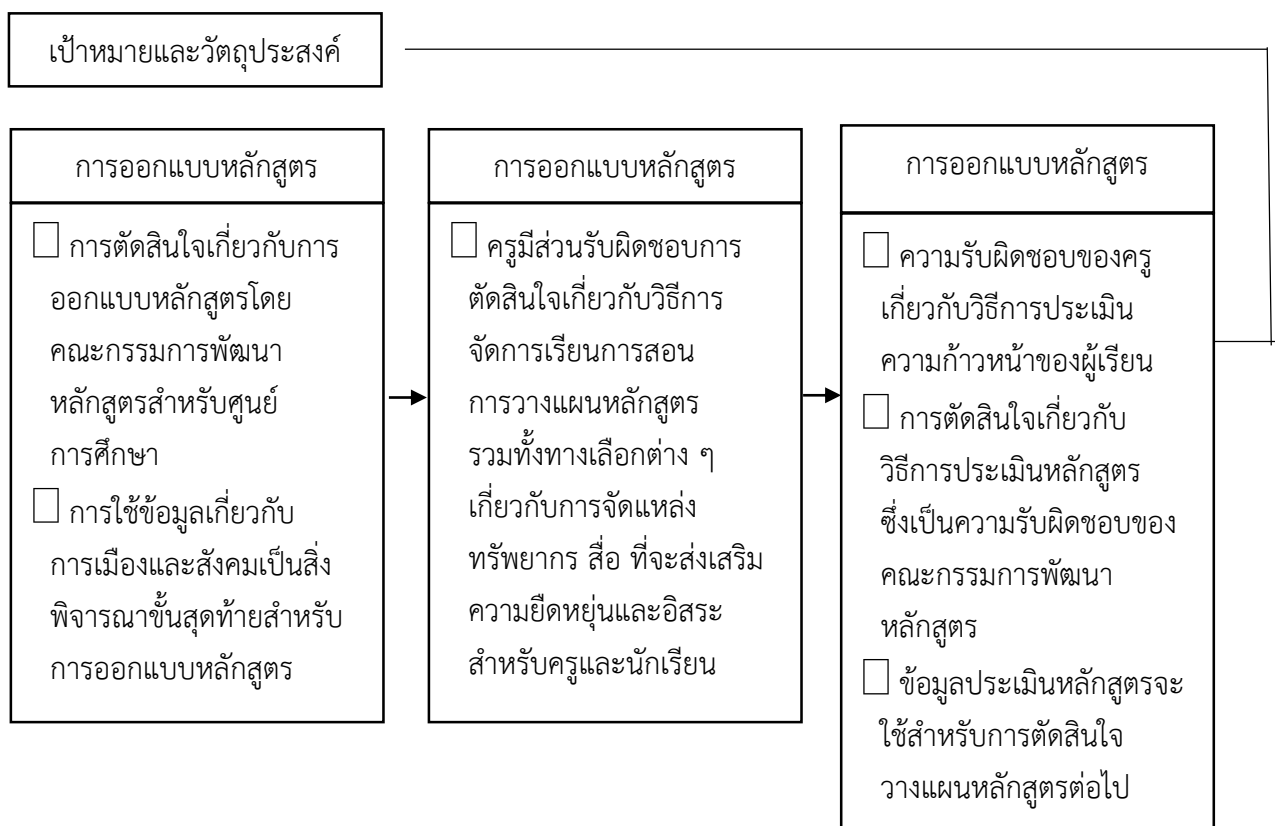 เป้าหมายและวัตถุประสงค์
การออกแบบหลักสูตร
□ การตัดสินใจเกี่ยวกับการ
ออกแบบหลักสูตรโดย
คณะกรรมการพัฒนา
หลักสูตรสำหรับศูนย์
การศึกษา
□ การใช้ข้อมูลเกี่ยวกับ
การเมืองและสังคมเป็นสิ่ง
พิจารณาขั้นสุดท้ายสำหรับ
การออกแบบหลักสูตร
การออกแบบหลักสูตร
□ ครูมีส่วนรับผิดชอบการ
ตัดสินใจเกี่ยวกับวิธีการ
จัดการเรียนการสอน
การวางแผนหลักสูตร
รวมทั้งทางเลือกต่าง ๆ
เกี่ยวกับการจัดแหล่ง
ทรัพยากร สื่อ ที่จะส่งเสริม
ความยืดหยุ่นและอิสระ
สำหรับครูและนักเรียน
การออกแบบหลักสูตร
□ ความรับผิดชอบของครู
เกี่ยวกับวิธีการประเมิน
ความก้าวหน้าของผู้เรียน
□ การตัดสินใจเกี่ยวกับ
วิธีการประเมินหลักสูตร
ซึ่งเป็นความรับผิดชอบของ
คณะกรรมการพัฒนา
หลักสูตร
□ ข้อมูลประเมินหลักสูตรจะ
ใช้สำหรับการตัดสินใจ
วางแผนหลักสูตรต่อไป